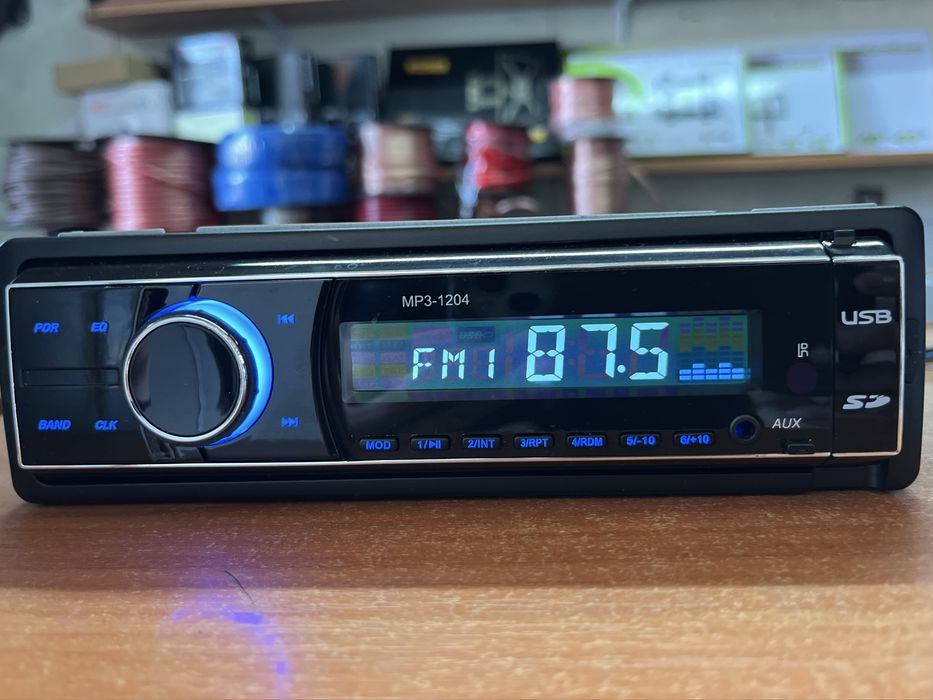 MP3-1204
USB
PDR EQ
FM1 87.5
BAND CLK
AUX
MOD 1/▶II 2/INT 3/RPT 4/RDM 5/-10 6/+10